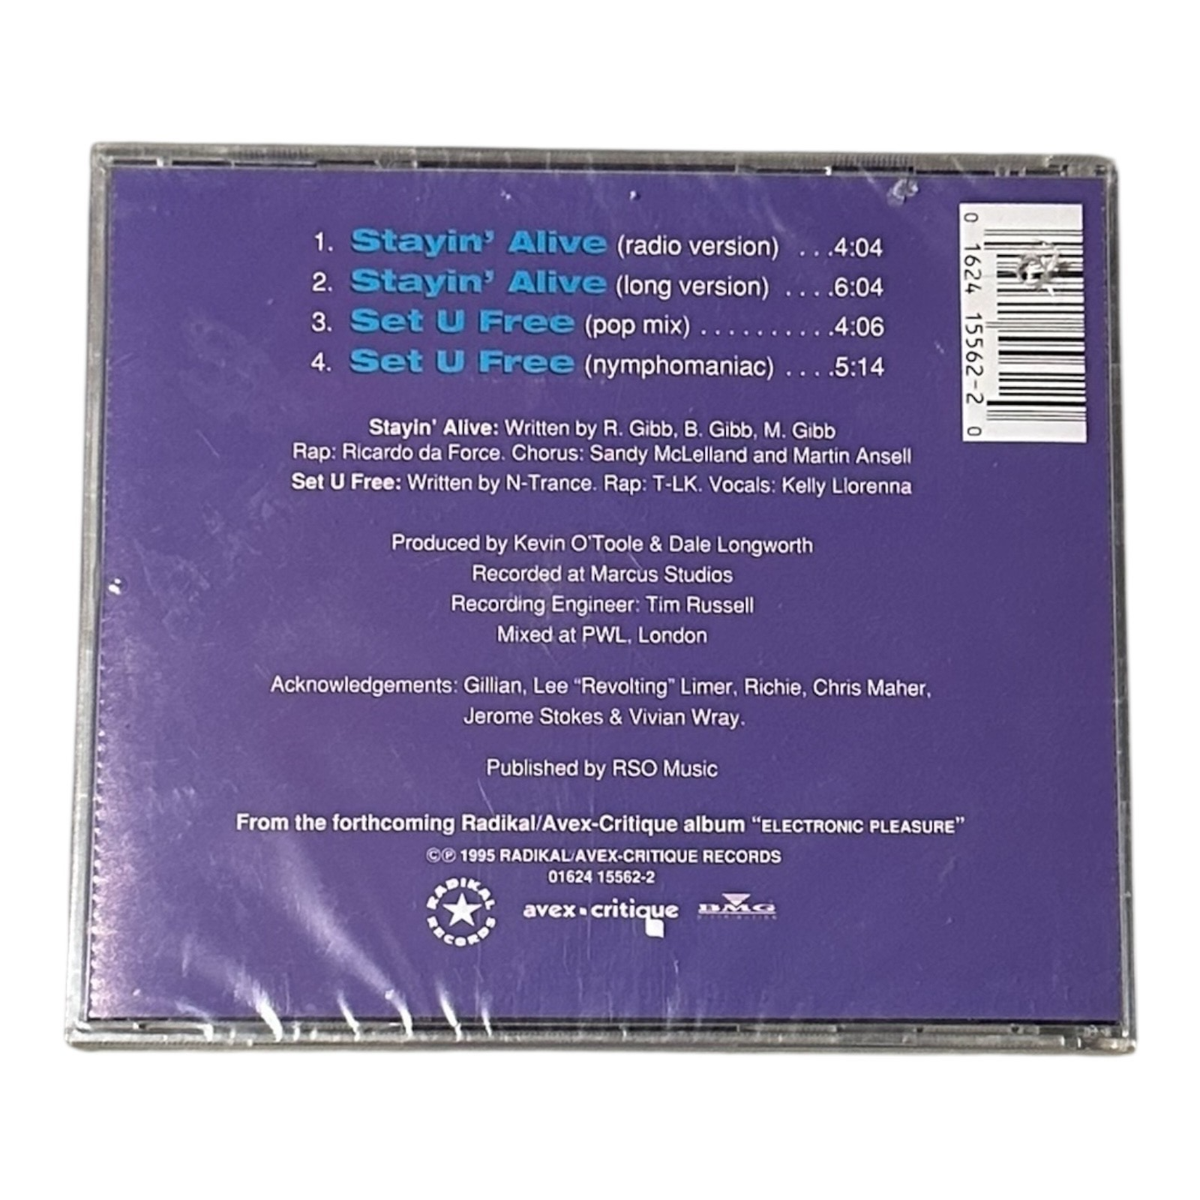 1. Stayin' Alive (radio version) ...4:04
2. Stayin' Alive (long version) ....6:04
3. Set U Free (pop mix) ..........4:06
4. Set U Free (nymphomaniac) ....5:14
0 1624 15562-2 0
Stayin' Alive: Written by R. Gibb, B. Gibb, M. Gibb
Rap: Ricardo da Force. Chorus: Sandy McLelland and Martin Ansell
Set U Free: Written by N-Trance. Rap: T-LK. Vocals: Kelly Llorenna
Produced by Kevin O'Toole & Dale Longworth
Recorded at Marcus Studios
Recording Engineer: Tim Russell
Mixed at PWL, London
Acknowledgements: Gillian, Lee "Revolting" Limer, Richie, Chris Maher,
Jerome Stokes & Vivian Wray.
Published by RSO Music
From the forthcoming Radikal/Avex-Critique album "ELECTRONIC PLEASURE"
©℗ 1995 RADIKAL/AVEX-CRITIQUE RECORDS
01624 15562-2
RADIKAL RECORDS
avex·critique
BMG
DISTRIBUTION